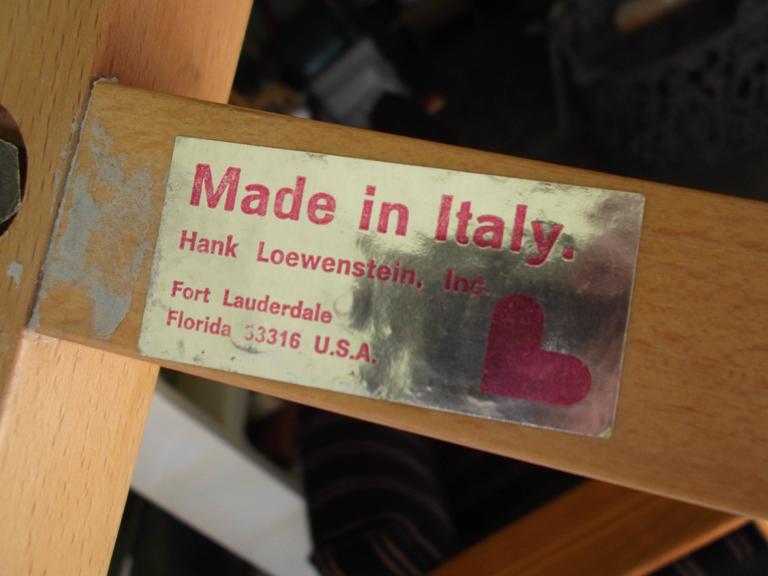 Made in Italy.
Hank Loewenstein, Inc.
Fort Lauderdale
Florida 33316 U.S.A.